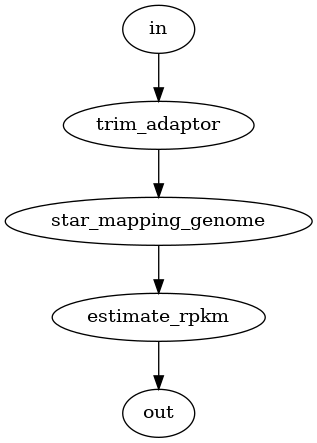 in
trim_adaptor
star_mapping_genome
estimate_rpkm
out